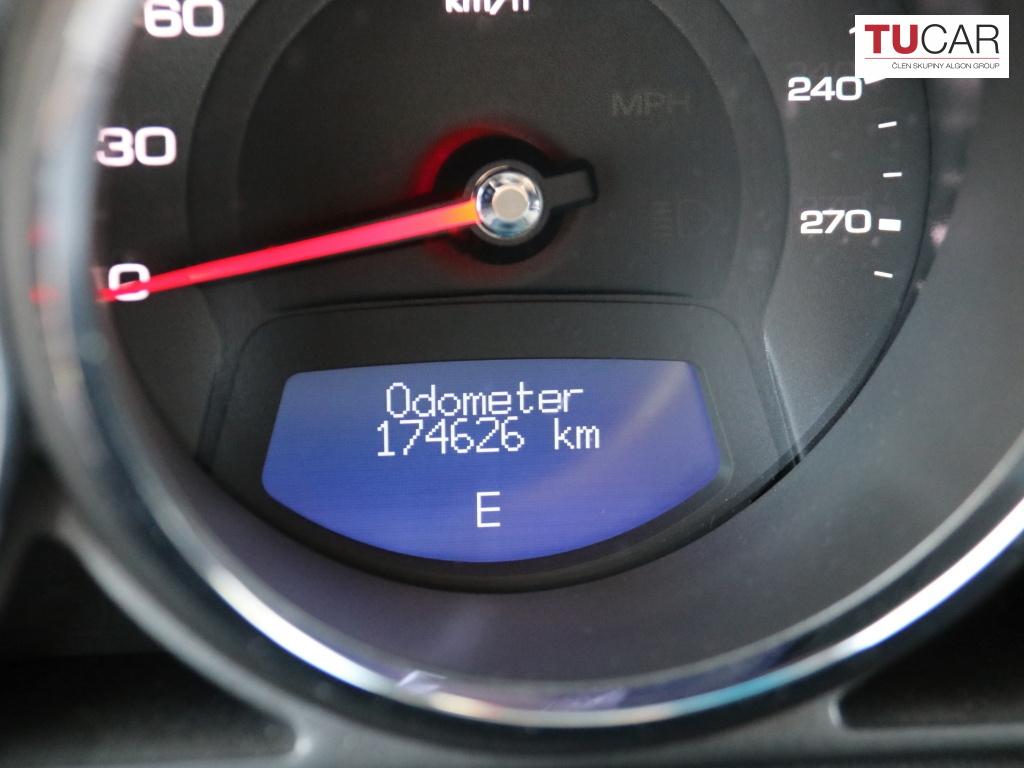 60
km/h
TUCAR
ČLEN SKUPINY ALGON GROUP
240
MPH
30
270
0
Odometer
174626 km
E